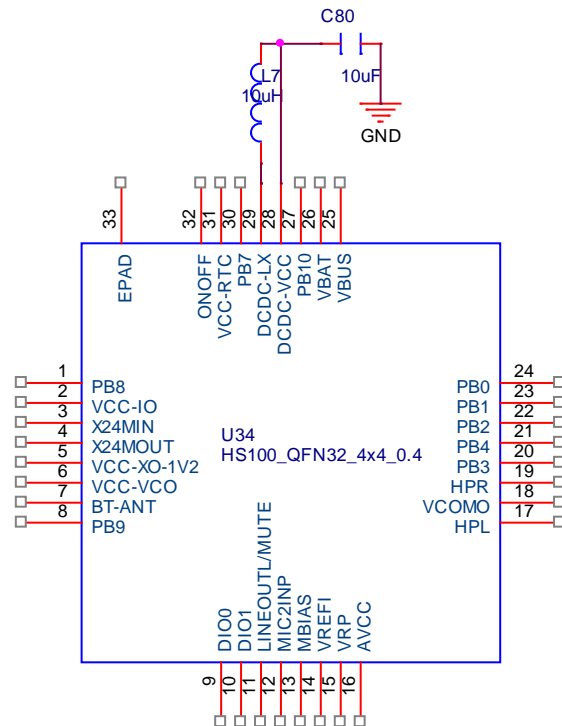 C80
L7
10uH
10uF
GND
33
32
31
30
29
28
27
26
25
EPAD
ONOFF
VCC-RTC
PB7
DCDC-LX
DCDC-VCC
PB10
VBAT
VBUS
1 PB8
2 VCC-IO
3 X24MIN
4 X24MOUT
5 VCC-XO-1V2
6 VCC-VCO
7 BT-ANT
8 PB9
U34
HS100_QFN32_4x4_0.4
PB0 24
PB1 23
PB2 22
PB4 21
PB3 20
HPR 19
VCOMO 18
HPL 17
DIO0
DIO1
LINEOUTL/MUTE
MIC2INP
MBIAS
VREFI
VRP
AVCC
9
10
11
12
13
14
15
16